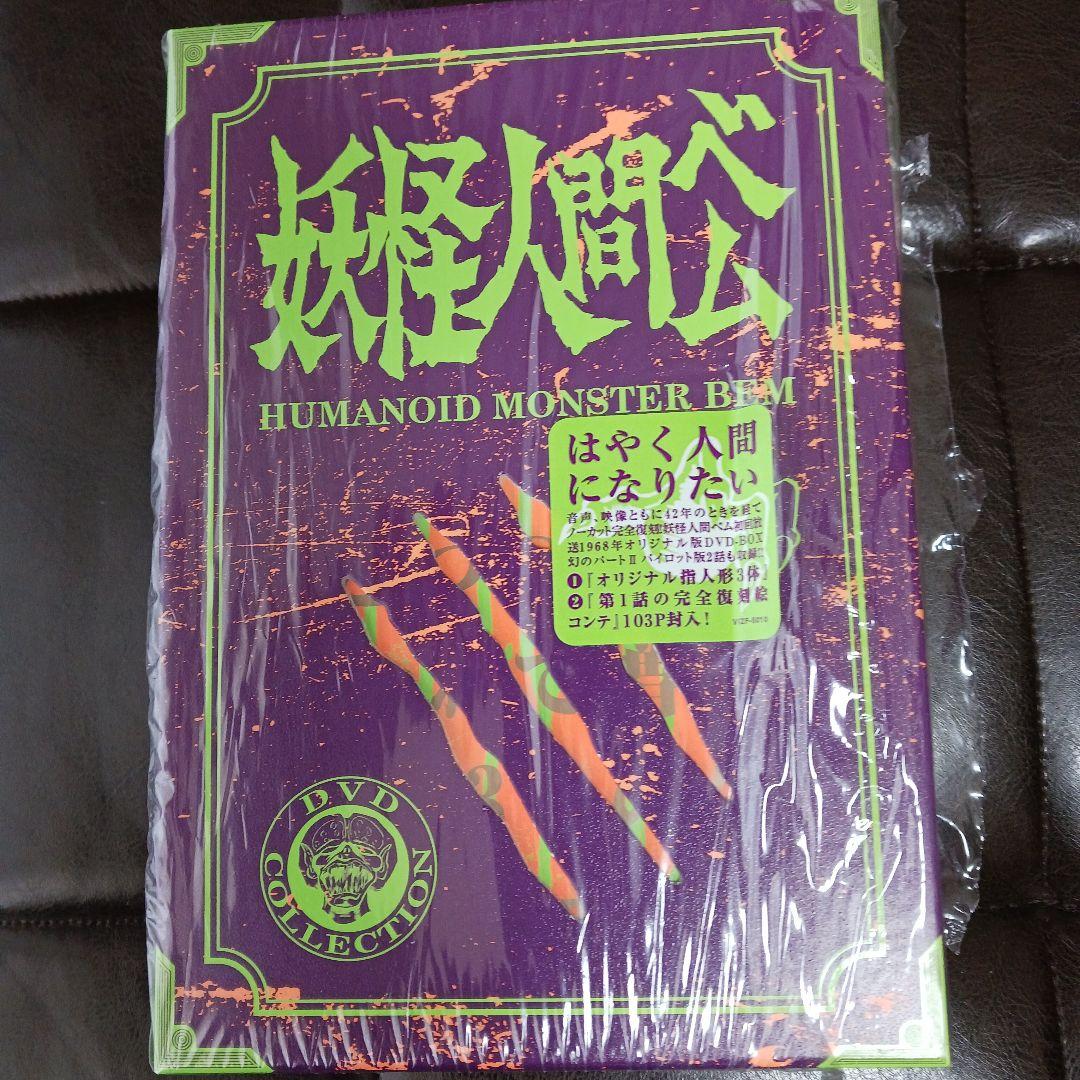 妖怪人間ベム
HUMANOID MONSTER BEM
はやく人間
になりたい
音声、映像ともに42年のときを経て
ノーカット完全復刻!妖怪人間ベム初回放
送1968年オリジナル版DVD-BOX
幻のパートⅡ パイロット版2話も収録!!
❶『オリジナル指人形3体』
❷『第1話の完全復刻絵
コンテ』103P封入!
VIZF-5010
DVD
COLLECTION